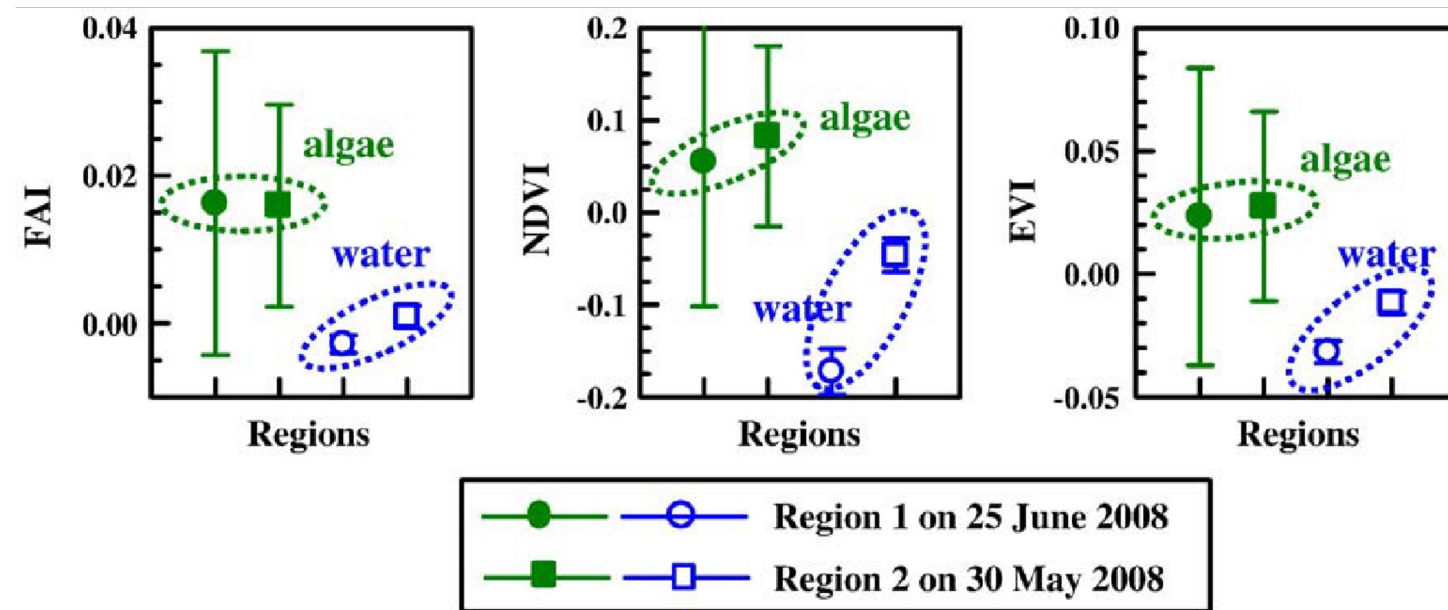 0.04
0.02
0.00
FAI
algae
water
Regions
0.2
0.1
0.0
-0.1
-0.2
NDVI
algae
water
Regions
0.10
0.05
0.00
-0.05
EVI
algae
water
Regions
Region 1 on 25 June 2008
Region 2 on 30 May 2008